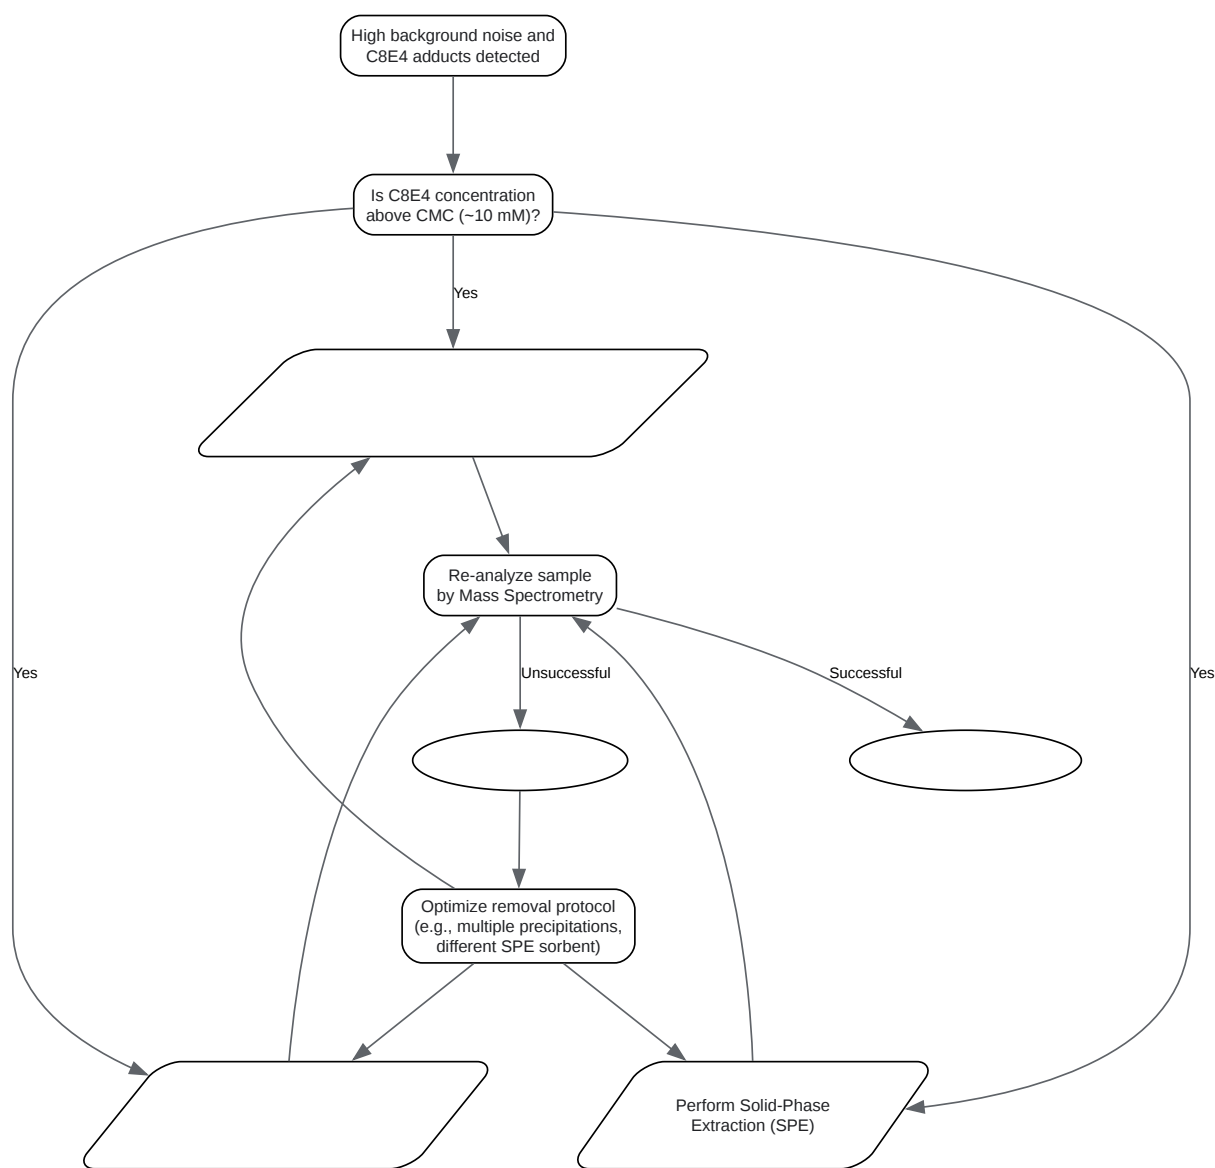 High background noise and
C8E4 adducts detected
Is C8E4 concentration
above CMC (~10 mM)?
Yes
Re-analyze sample
by Mass Spectrometry
Yes
Unsuccessful
Successful
Yes
Optimize removal protocol
(e.g., multiple precipitations,
different SPE sorbent)
Perform Solid-Phase
Extraction (SPE)